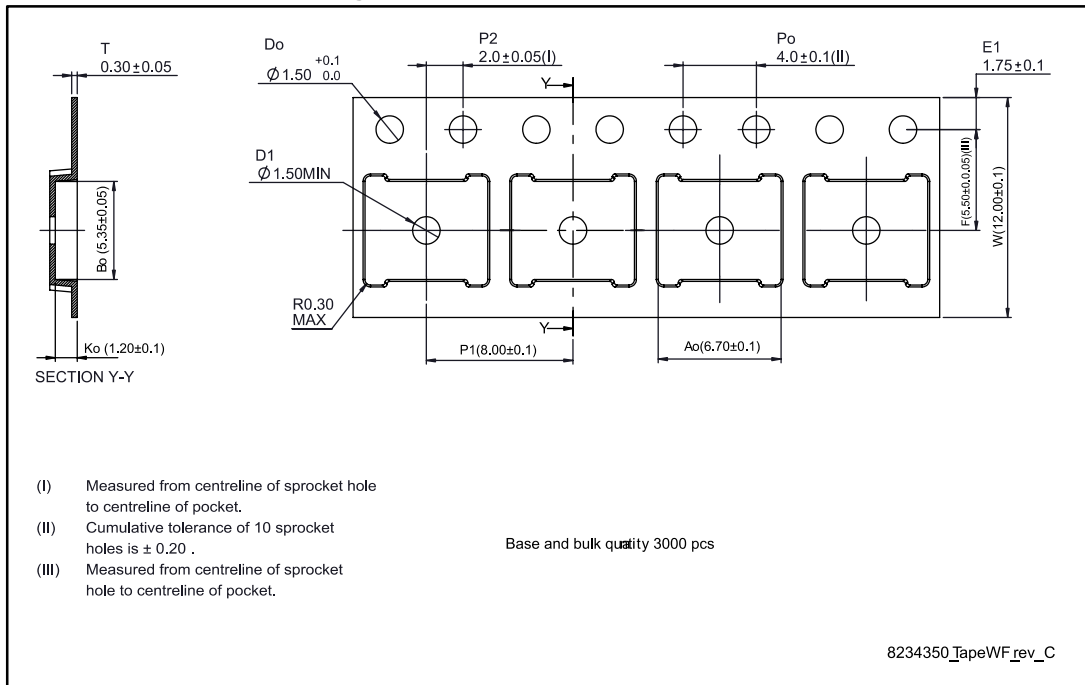 T
0.30±0.05
Do
Ø1.50 +0.1 0.0
P2
2.0±0.05(I)
Po
4.0±0.1(II)
E1
1.75±0.1
Y
D1
Ø1.50MIN
Bo (5.35±0.05)
F(5.50±0.0.05)(III)
W(12.00±0.1)
R0.30
MAX
Y
Ko (1.20±0.1)
P1(8.00±0.1)
Ao(6.70±0.1)
SECTION Y-Y
(I) Measured from centreline of sprocket hole
to centreline of pocket.
(II) Cumulative tolerance of 10 sprocket
holes is ± 0.20 .
(III) Measured from centreline of sprocket
hole to centreline of pocket.
Base and bulk quatity 3000 pcs
8234350_TapeWF_rev_C